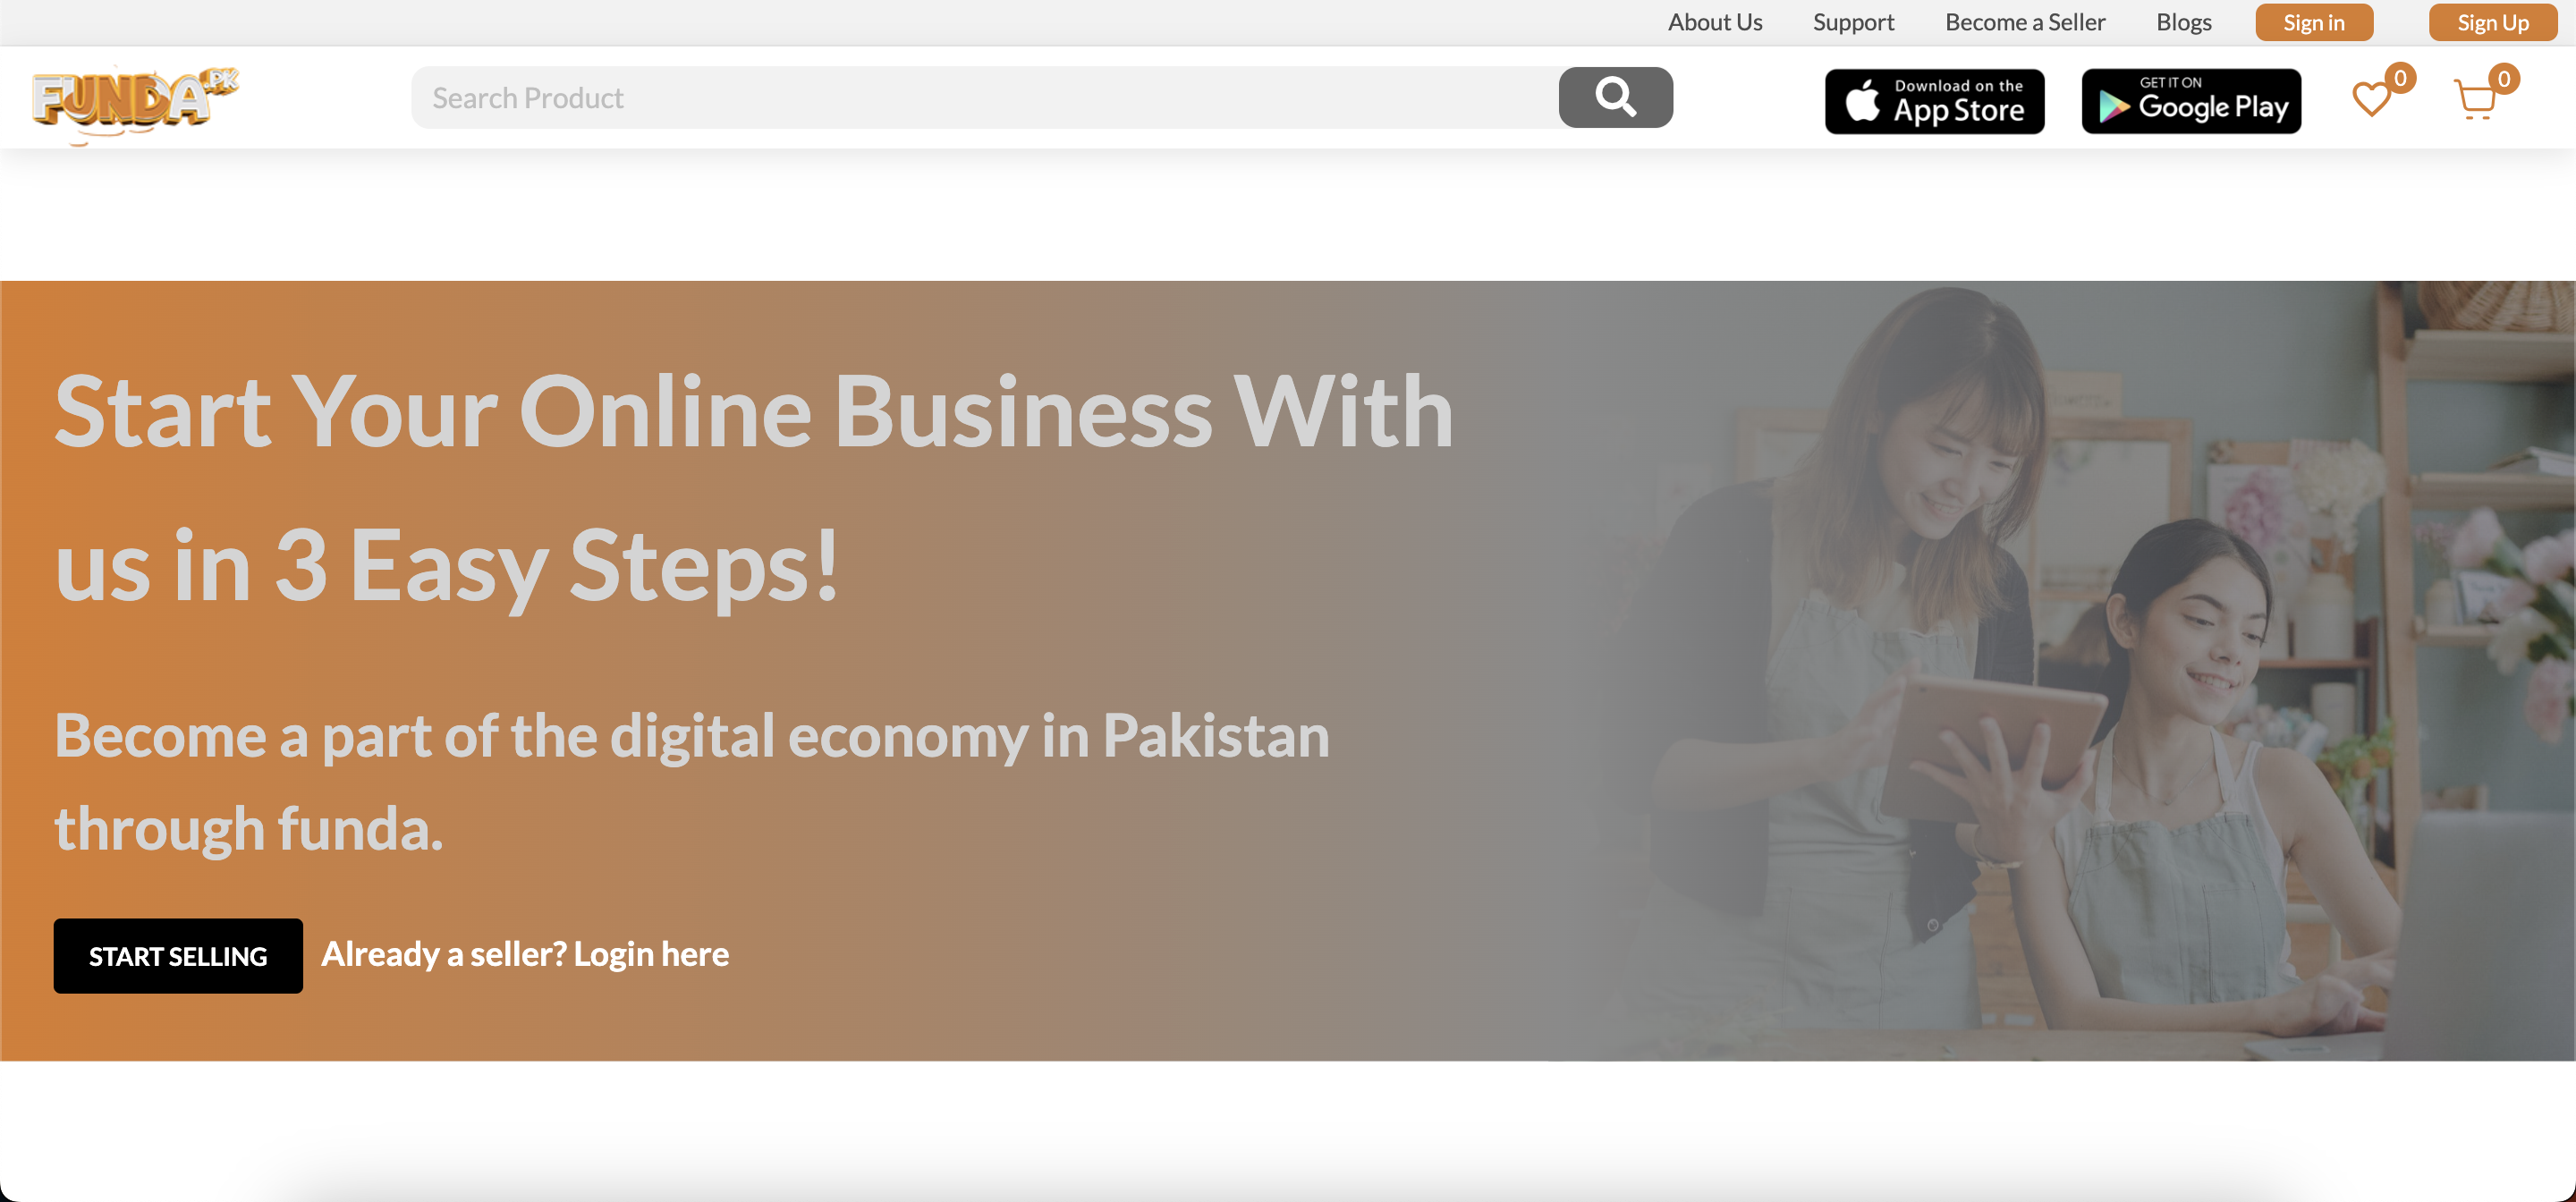 About Us Support Become a Seller Blogs Sign in Sign Up
FUNDA.PK
Search Product
Download on the
App Store
GET IT ON
Google Play
0
0
Start Your Online Business With
us in 3 Easy Steps!
Become a part of the digital economy in Pakistan
through funda.
START SELLING Already a seller? Login here